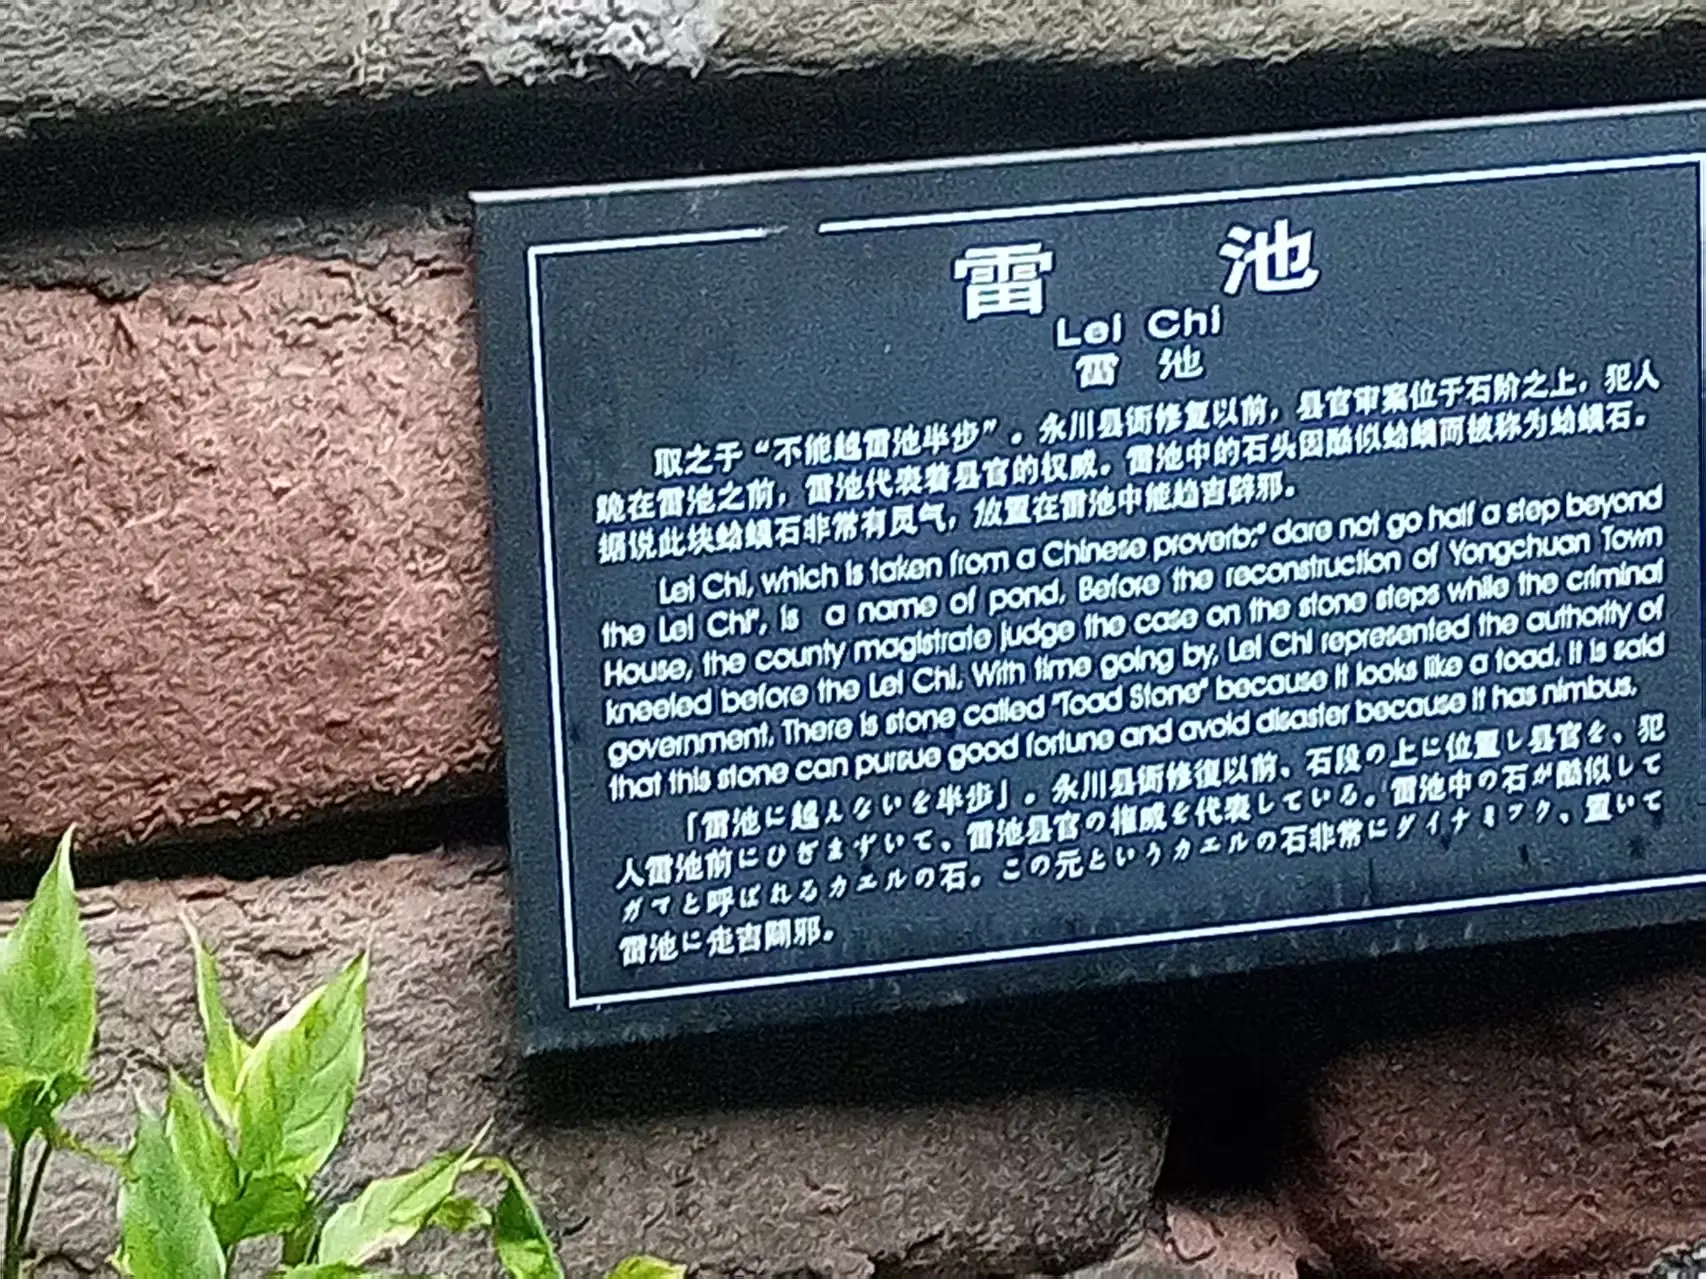 雷 池
Lei Chi
雷 池
取之于“不能越雷池半步”。永川县衙修复以前，县官审案位于石阶之上，犯人
跪在雷池之前，雷池代表着县官的权威。雷池中的石头因酷似蛤蟆而被称为蛤蟆石。
据说此块蛤蟆石非常有灵气，放置在雷池中能趋吉辟邪。
Lei Chi, which is taken from a Chinese proverb:" dare not go half a step beyond
the Lei Chi", is a name of pond. Before the reconstruction of Yongchuan Town
House, the county magistrate judge the case on the stone steps while the criminal
kneeled before the Lei Chi. With time going by, Lei Chi represented the authority of
government. There is stone called "Toad Stone" because it looks like a toad. It is said
that this stone can pursue good fortune and avoid disaster because it has nimbus.
「雷池に越えないを半歩」。永川县衙修復以前、石段の上に位置し县官を、犯
人雷池前にひざまずいて、雷池县官の権威を代表している。雷池中の石が酷似して
ガマと呼ばれるカエルの石。この元というカエルの石非常にダイナミック、置いて
雷池に走吉闢邪。